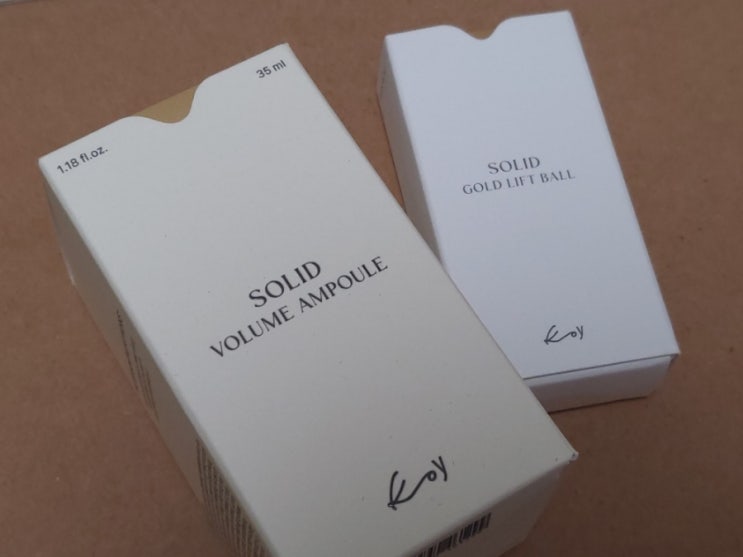 1.18 fl.oz.
35 ml
SOLID
VOLUME AMPOULE
Koy
SOLID
GOLD LIFT BALL
Koy